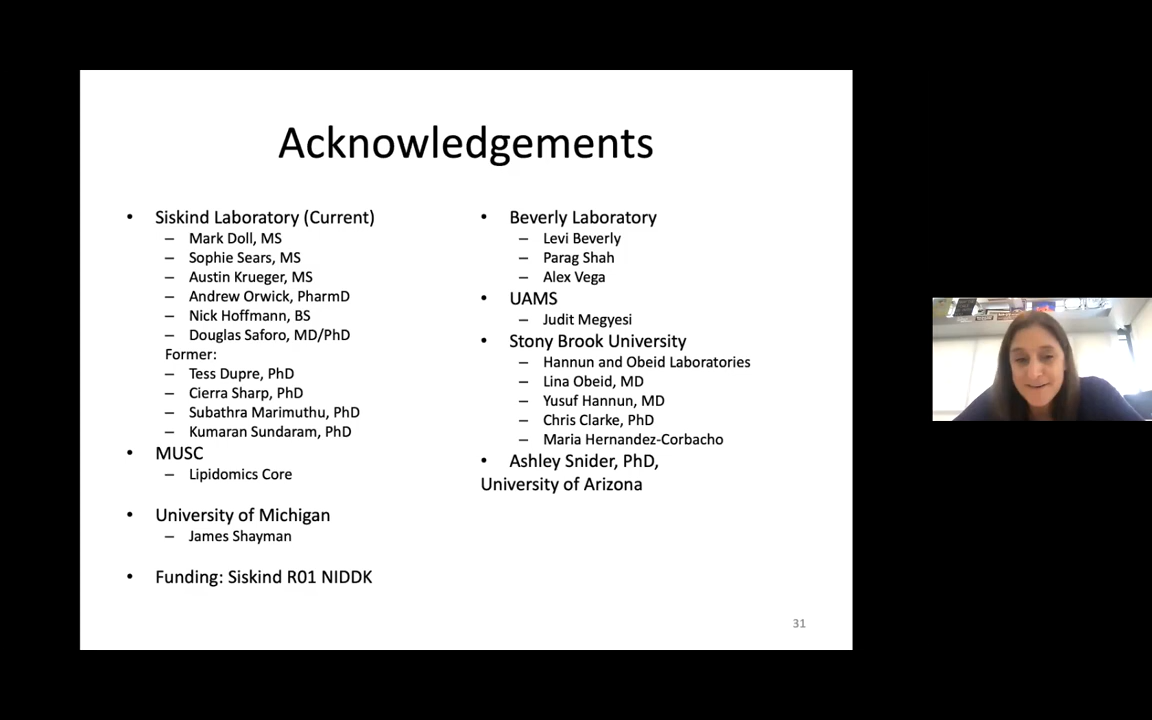 Acknowledgements
• Siskind Laboratory (Current)
– Mark Doll, MS
– Sophie Sears, MS
– Austin Krueger, MS
– Andrew Orwick, PharmD
– Nick Hoffmann, BS
– Douglas Saforo, MD/PhD
Former:
– Tess Dupre, PhD
– Cierra Sharp, PhD
– Subathra Marimuthu, PhD
– Kumaran Sundaram, PhD
• MUSC
– Lipidomics Core
• University of Michigan
– James Shayman
• Funding: Siskind R01 NIDDK
• Beverly Laboratory
– Levi Beverly
– Parag Shah
– Alex Vega
• UAMS
– Judit Megyesi
• Stony Brook University
– Hannun and Obeid Laboratories
– Lina Obeid, MD
– Yusuf Hannun, MD
– Chris Clarke, PhD
– Maria Hernandez-Corbacho
• Ashley Snider, PhD,
University of Arizona
31